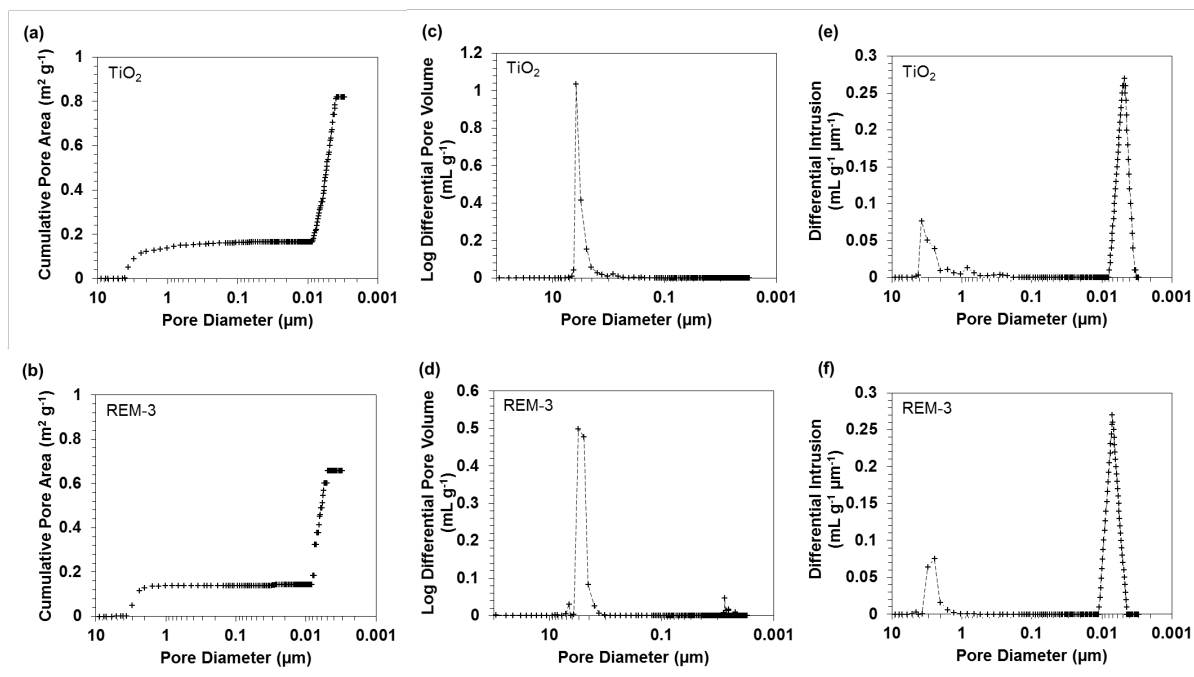 (a)
Cumulative Pore Area (m² g⁻¹)
1
0.8
0.6
0.4
0.2
0
TiO₂
10 1 0.1 0.01 0.001
Pore Diameter (µm)
(c)
Log Differential Pore Volume
(mL g⁻¹)
1.2
1
0.8
0.6
0.4
0.2
0
TiO₂
10 0.1 0.001
Pore Diameter (µm)
(e)
Differential Intrusion
(mL g⁻¹ µm⁻¹)
0.3
0.25
0.2
0.15
0.1
0.05
0
TiO₂
10 1 0.1 0.01 0.001
Pore Diameter (µm)
(b)
Cumulative Pore Area (m² g⁻¹)
1
0.8
0.6
0.4
0.2
0
REM-3
10 1 0.1 0.01 0.001
Pore Diameter (µm)
(d)
Log Differential Pore Volume
(mL g⁻¹)
0.6
0.5
0.4
0.3
0.2
0.1
0
REM-3
10 0.1 0.001
Pore Diameter (µm)
(f)
Differential Intrusion
(mL g⁻¹ µm⁻¹)
0.3
0.25
0.2
0.15
0.1
0.05
0
REM-3
10 1 0.1 0.01 0.001
Pore Diameter (µm)